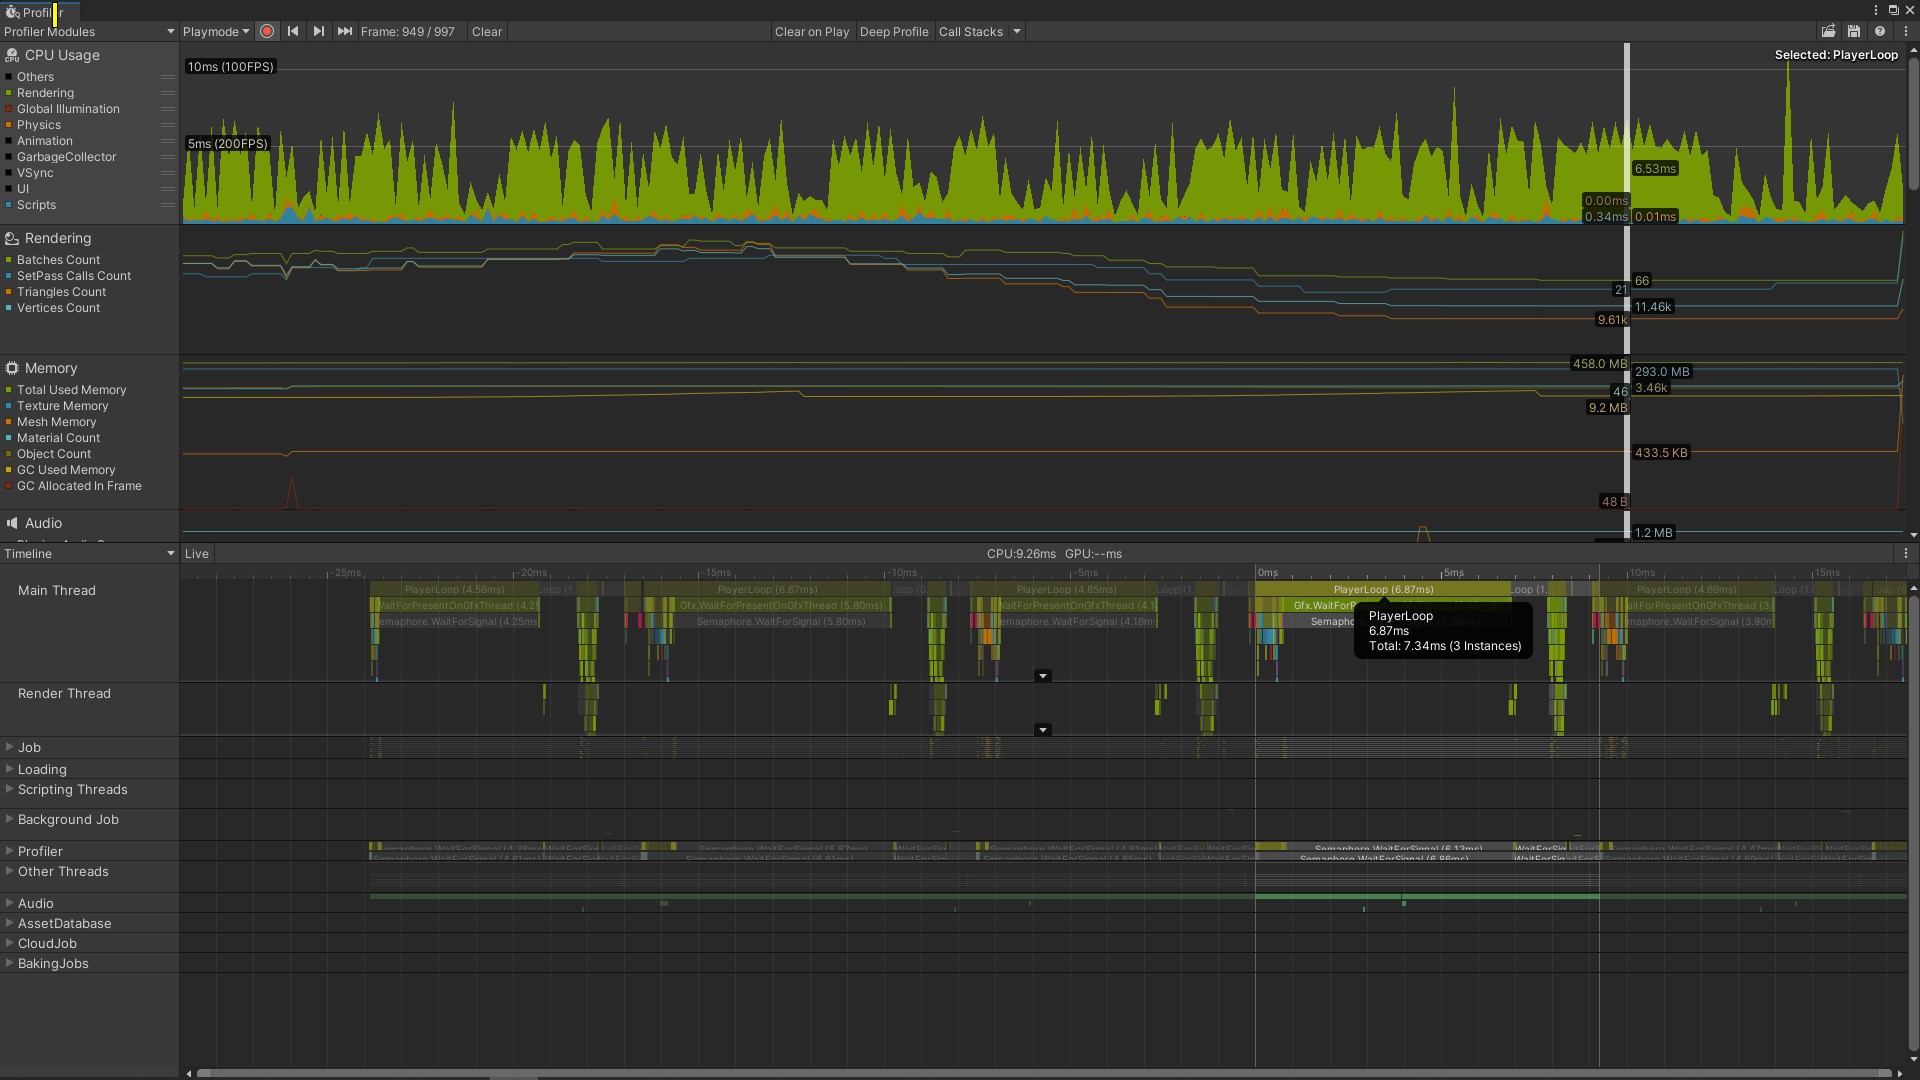 Profiler
Profiler Modules
Playmode
Frame: 949 / 997
Clear
Clear on Play
Deep Profile
Call Stacks
CPU Usage
Others
Rendering
Global Illumination
Physics
Animation
GarbageCollector
VSync
UI
Scripts
10ms (100FPS)
5ms (200FPS)
Selected: PlayerLoop
6.53ms
0.00ms
0.34ms
0.01ms
Rendering
Batches Count
SetPass Calls Count
Triangles Count
Vertices Count
66
21
11.46k
9.61k
Memory
Total Used Memory
Texture Memory
Mesh Memory
Material Count
Object Count
GC Used Memory
GC Allocated In Frame
458.0 MB
293.0 MB
46
3.46k
9.2 MB
433.5 KB
48 B
Audio
1.2 MB
Timeline
Live
CPU:9.26ms GPU:--ms
-25ms
-20ms
-15ms
-10ms
-5ms
0ms
5ms
10ms
15ms
Main Thread
PlayerLoop (4.56ms)
PlayerLoop (6.67ms)
PlayerLoop (4.85ms)
PlayerLoop (6.87ms)
PlayerLoop (4.69ms)
WaitForPresentOnGfxThread (4.2
Gfx.WaitForPresentOnGfxThread (5.80ms)
WaitForPresentOnGfxThread (4.1
Gfx.WaitForP
aitForPresentOnGfxThread (3.
emaphore.WaitForSignal (4.25ms
Semaphore.WaitForSignal (5.80ms)
emaphore.WaitForSignal (4.18ms
Semaph
maphore.WaitForSignal (3.90m
PlayerLoop
6.87ms
Total: 7.34ms (3 Instances)
Render Thread
Job
Loading
Scripting Threads
Background Job
Profiler
Semaphore.WaitForSignal (6.13ms)
Semaphore.WaitForSignal (6.86ms)
Other Threads
Audio
AssetDatabase
CloudJob
BakingJobs